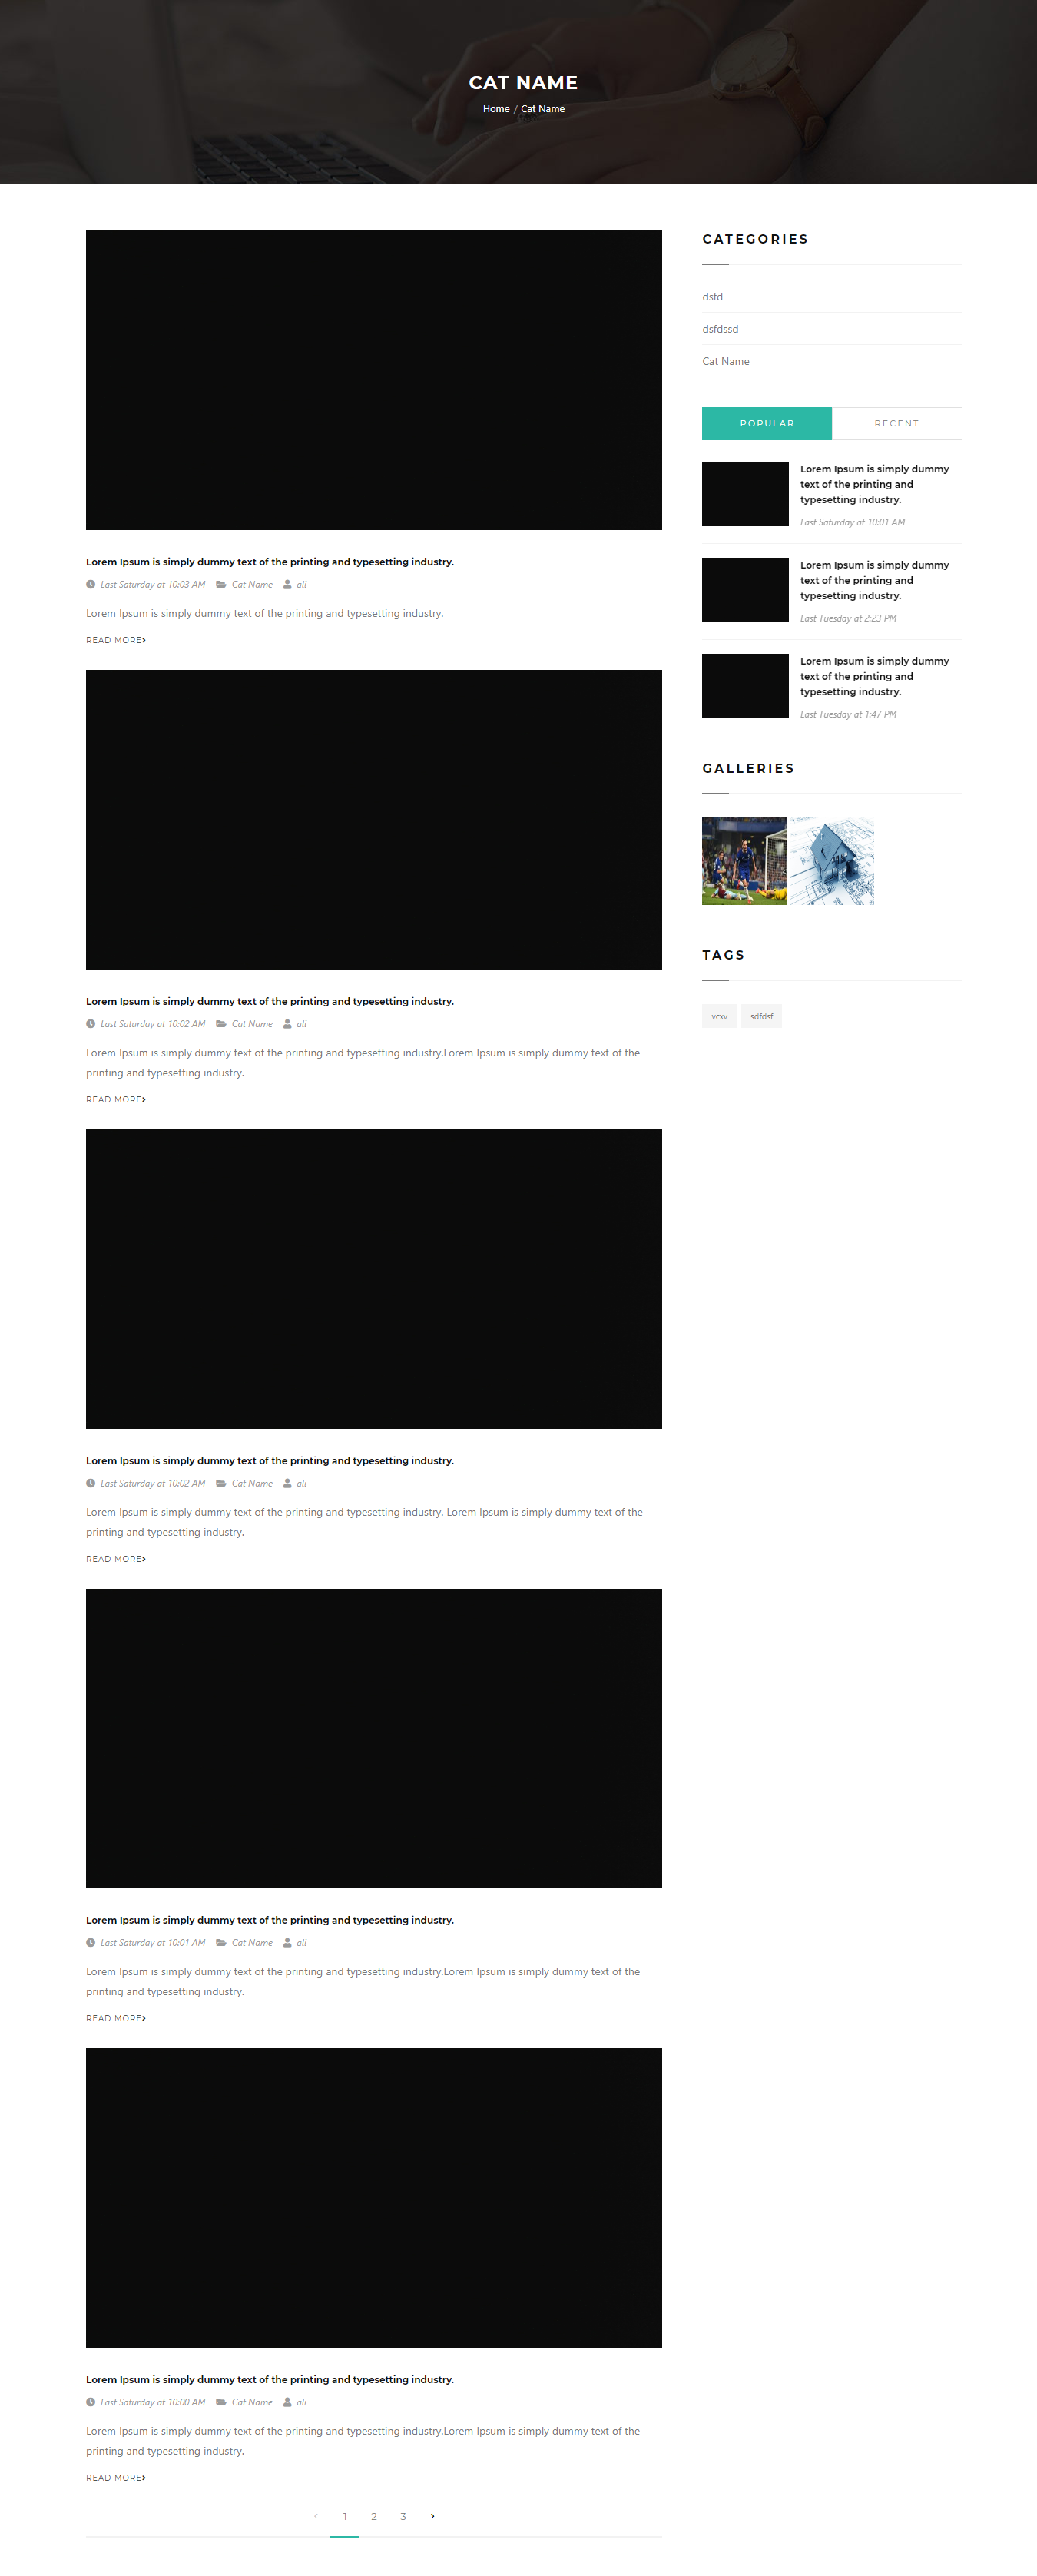 CAT NAME
Home / Cat Name
Lorem Ipsum is simply dummy text of the printing and typesetting industry.
Last Saturday at 10:03 AM Cat Name ali
Lorem Ipsum is simply dummy text of the printing and typesetting industry.
READ MORE
Lorem Ipsum is simply dummy text of the printing and typesetting industry.
Last Saturday at 10:02 AM Cat Name ali
Lorem Ipsum is simply dummy text of the printing and typesetting industry.Lorem Ipsum is simply dummy text of the
printing and typesetting industry.
READ MORE
Lorem Ipsum is simply dummy text of the printing and typesetting industry.
Last Saturday at 10:02 AM Cat Name ali
Lorem Ipsum is simply dummy text of the printing and typesetting industry. Lorem Ipsum is simply dummy text of the
printing and typesetting industry.
READ MORE
Lorem Ipsum is simply dummy text of the printing and typesetting industry.
Last Saturday at 10:01 AM Cat Name ali
Lorem Ipsum is simply dummy text of the printing and typesetting industry.Lorem Ipsum is simply dummy text of the
printing and typesetting industry.
READ MORE
Lorem Ipsum is simply dummy text of the printing and typesetting industry.
Last Saturday at 10:00 AM Cat Name ali
Lorem Ipsum is simply dummy text of the printing and typesetting industry.Lorem Ipsum is simply dummy text of the
printing and typesetting industry.
READ MORE
‹ 1 2 3 ›
CATEGORIES
dsfd
dsfdssd
Cat Name
POPULAR RECENT
Lorem Ipsum is simply dummy
text of the printing and
typesetting industry.
Last Saturday at 10:01 AM
Lorem Ipsum is simply dummy
text of the printing and
typesetting industry.
Last Tuesday at 2:23 PM
Lorem Ipsum is simply dummy
text of the printing and
typesetting industry.
Last Tuesday at 1:47 PM
GALLERIES
TAGS
vcxv sdfdsf